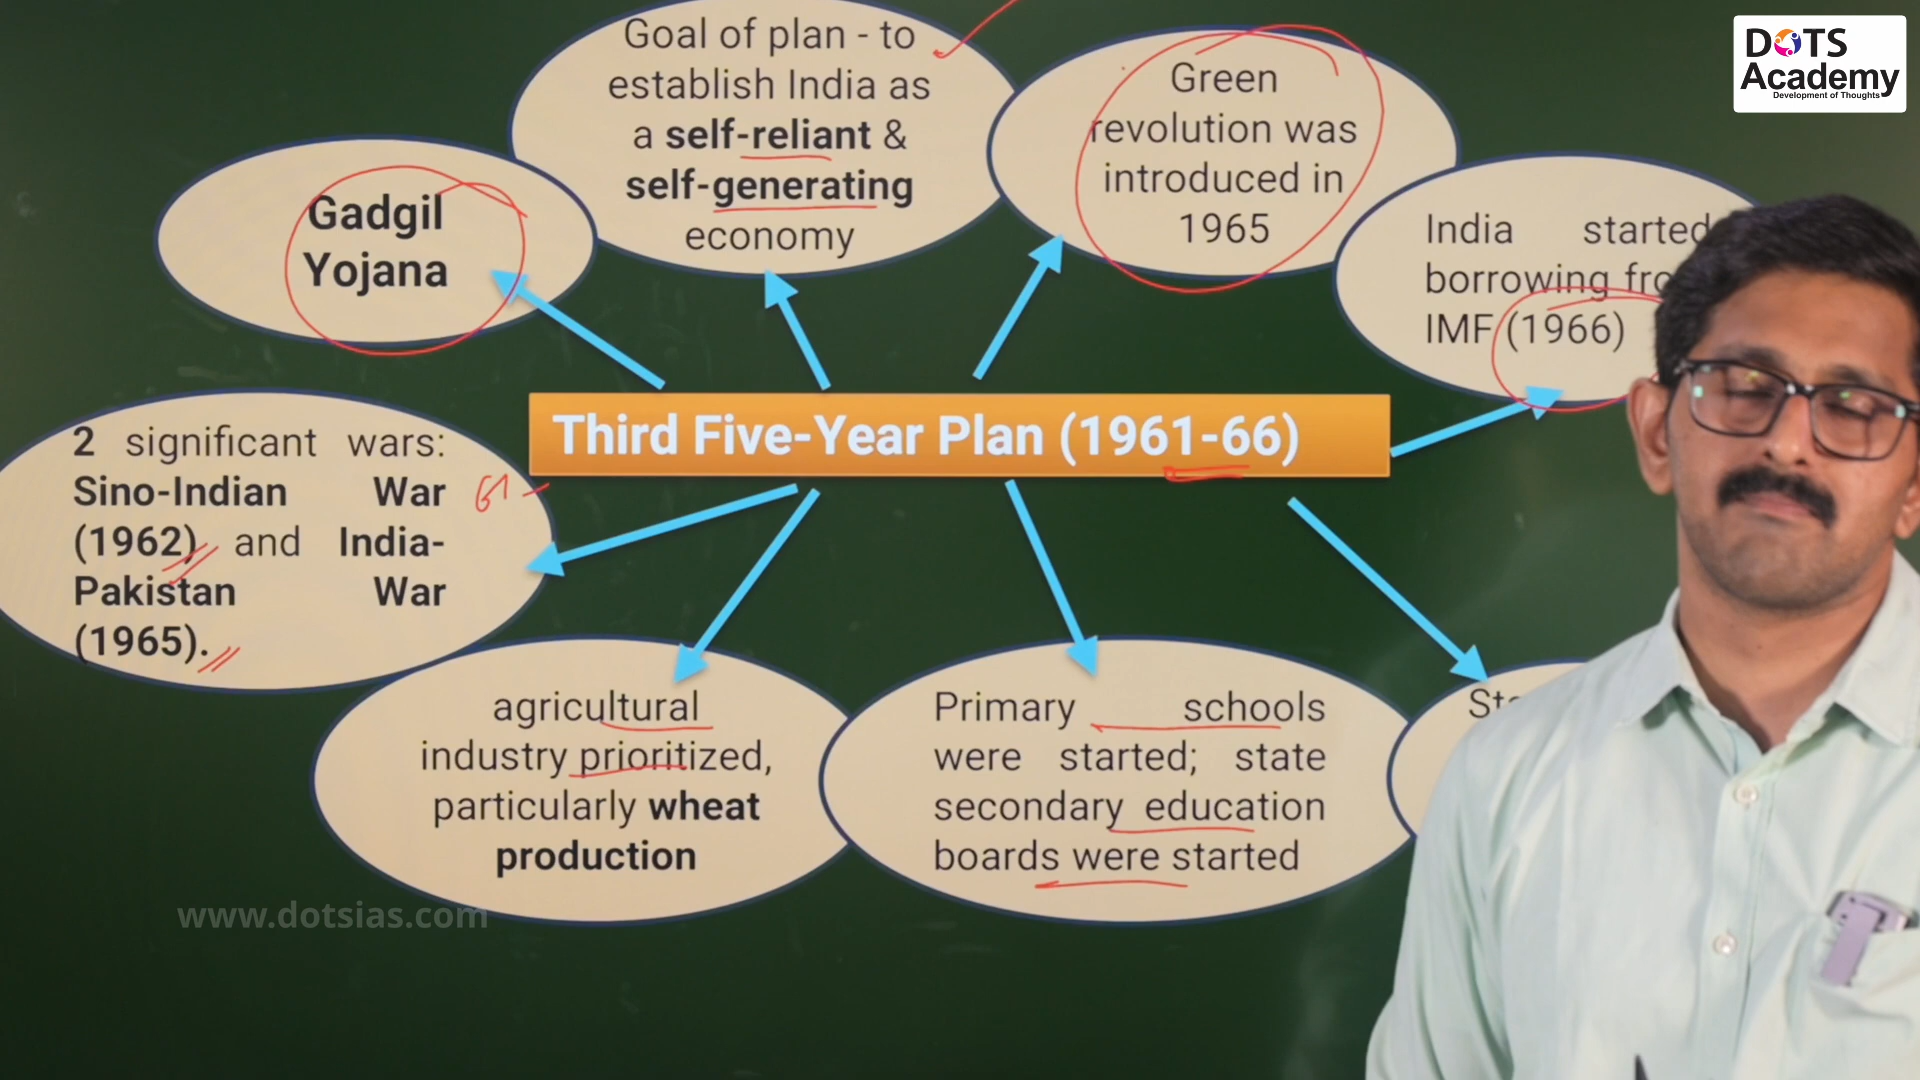 DOTS
Academy
Development of Thoughts
Goal of plan - to
establish India as
a self-reliant &
self-generating
economy
Green
revolution was
introduced in
1965
Gadgil
Yojana
India started
borrowing
IMF (1966)
Third Five-Year Plan (1961-66)
2 significant wars:
Sino-Indian War
(1962) and India-
Pakistan War
(1965).
61 -
agricultural
industry prioritized,
particularly wheat
production
Primary schools
were started; state
secondary education
boards were started
www.dotsias.com